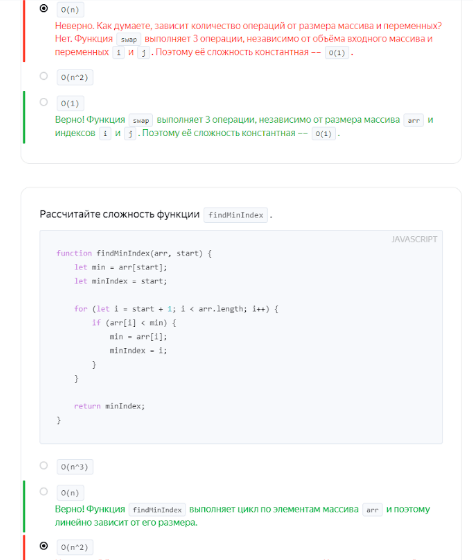 O(n)
Неверно. Как думаете, зависит количество операций от размера массива и переменных?
Нет. Функция swap выполняет 3 операции, независимо от объёма входного массива и
переменных i и j . Поэтому её сложность константная –– O(1) .
O(n^2)
O(1)
Верно! Функция swap выполняет 3 операции, независимо от размера массива arr и
индексов i и j . Поэтому её сложность константная –– O(1) .
Рассчитайте сложность функции findMinIndex .
JAVASCRIPT
function findMinIndex(arr, start) {
let min = arr[start];
let minIndex = start;
for (let i = start + 1; i < arr.length; i++) {
if (arr[i] < min) {
min = arr[i];
minIndex = i;
}
}
return minIndex;
}
O(n^3)
O(n)
Верно! Функция findMinIndex выполняет цикл по элементам массива arr и поэтому
линейно зависит от его размера.
O(n^2)